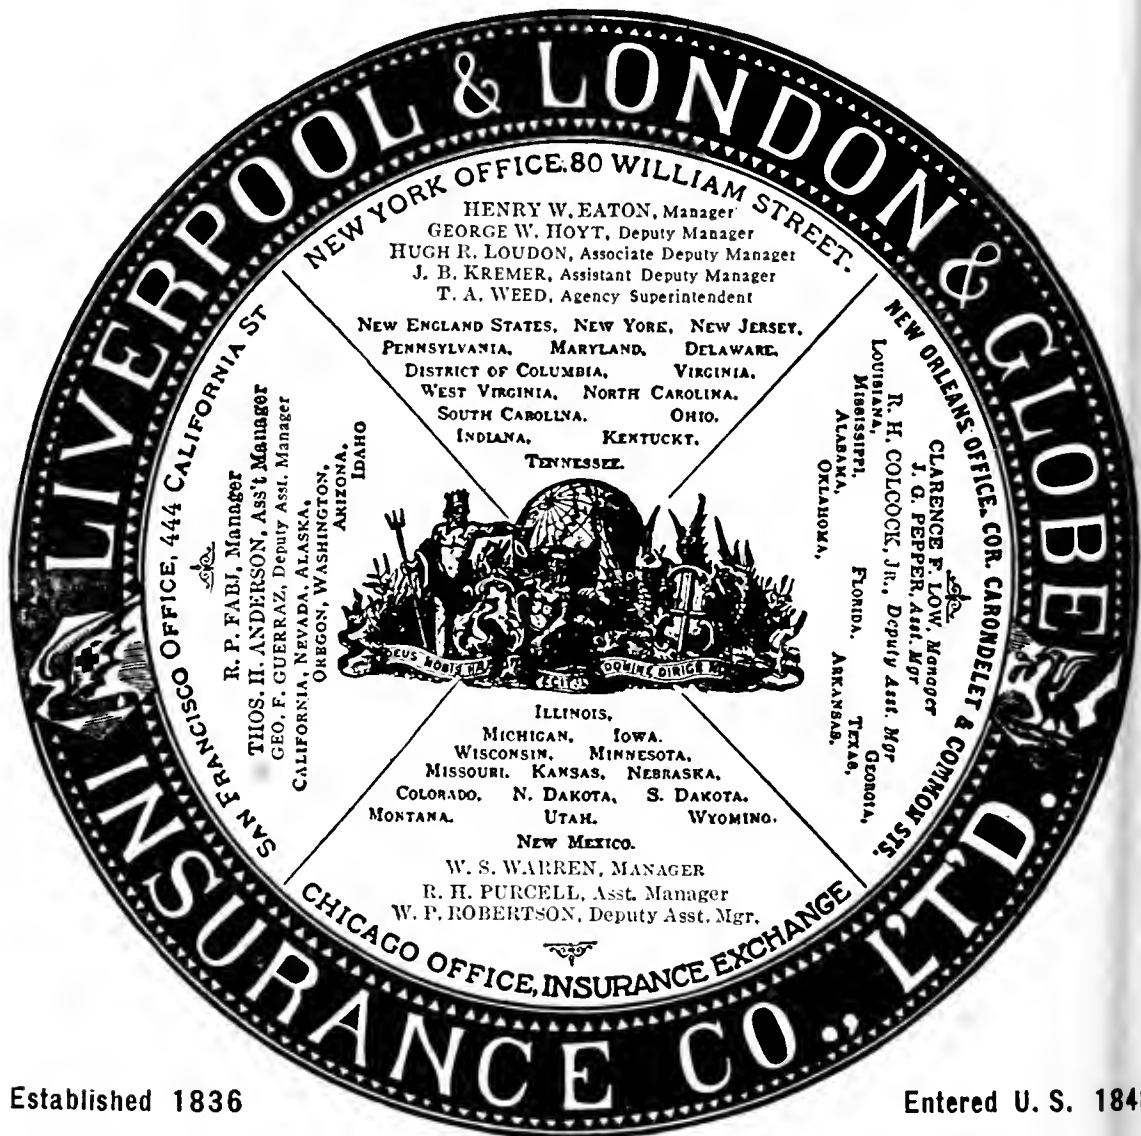 LIVERPOOL & LONDON & GLOBE
INSURANCE CO., L'T'D.
NEW YORK OFFICE. 80 WILLIAM STREET.
HENRY W. EATON, Manager
GEORGE W. HOYT, Deputy Manager
HUGH R. LOUDON, Associate Deputy Manager
J. B. KREMER, Assistant Deputy Manager
T. A. WEED, Agency Superintendent
NEW ENGLAND STATES, NEW YORK, NEW JERSEY,
PENNSYLVANIA, MARYLAND, DELAWARE,
DISTRICT OF COLUMBIA, VIRGINIA,
WEST VIRGINIA, NORTH CAROLINA,
SOUTH CAROLINA. OHIO.
INDIANA, KENTUCKY,
TENNESSEE.
NEW ORLEANS OFFICE. COR. CARONDELET & COMMON STS.
CLARENCE F. LOW, Manager
J. G. PEPPER, Asst. Mgr
R. H. COLCOCK, JR., Deputy Asst. Mgr
LOUISIANA, GEORGIA,
MISSISSIPPI, TEXAS,
ALABAMA, FLORIDA. ARKANSAS,
OKLAHOMA,
SAN FRANCISCO OFFICE, 444 CALIFORNIA ST
R. P. FABJ, Manager
THOS. H. ANDERSON, Ass't Manager
GEO. F. GUERRAZ, Deputy Asst. Manager
CALIFORNIA, NEVADA, ALASKA,
OREGON, WASHINGTON,
ARIZONA,
IDAHO
DEUS NOBIS HÆC
DOMINE DIRIGE
ILLINOIS,
MICHIGAN, IOWA.
WISCONSIN, MINNESOTA,
MISSOURI. KANSAS, NEBRASKA,
COLORADO, N. DAKOTA, S. DAKOTA.
MONTANA. UTAH. WYOMING.
NEW MEXICO.
W. S. WARREN, MANAGER
R. H. PURCELL, Asst. Manager
W. P. ROBERTSON, Deputy Asst. Mgr.
CHICAGO OFFICE, INSURANCE EXCHANGE
Established 1836
Entered U. S. 184